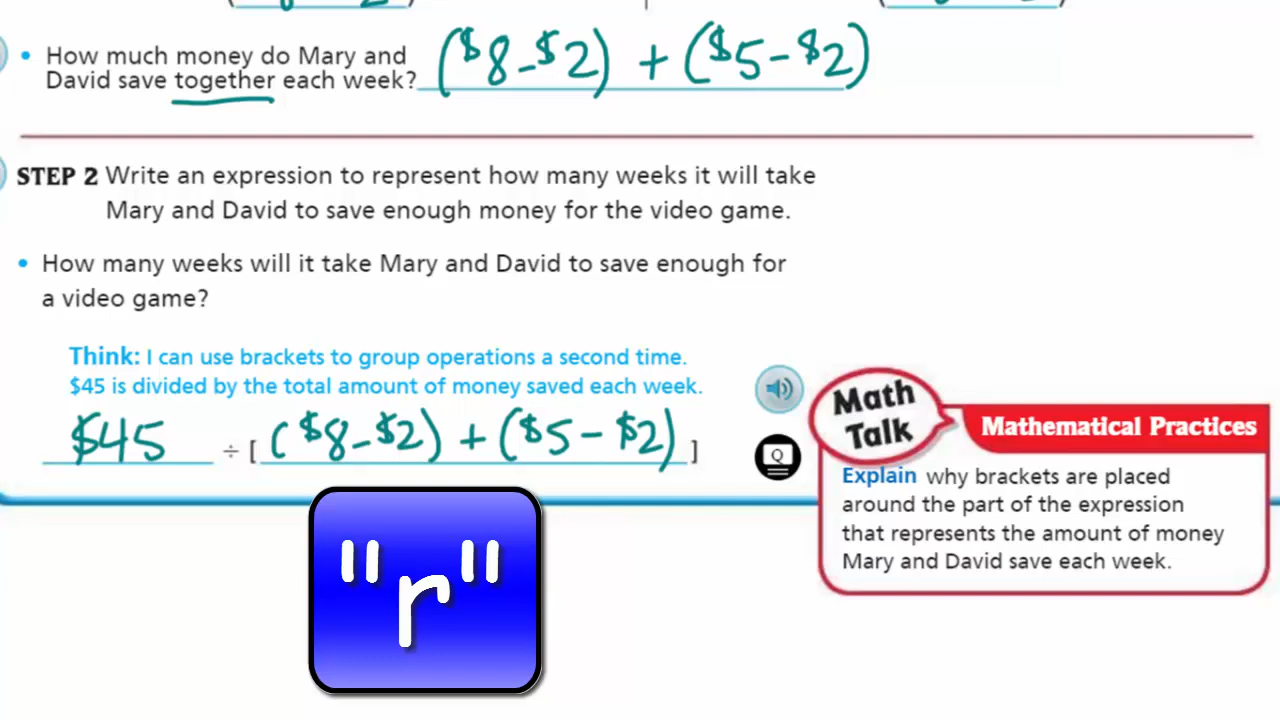 How much money do Mary and ($8-$2) + ($5-$2)
David save together each week?
STEP 2 Write an expression to represent how many weeks it will take
Mary and David to save enough money for the video game.
• How many weeks will it take Mary and David to save enough for
a video game?
Think: I can use brackets to group operations a second time.
$45 is divided by the total amount of money saved each week.
$45 ÷ [ ($8-$2) + ($5-$2) ]
Math
Talk
Mathematical Practices
Q
Explain why brackets are placed
around the part of the expression
that represents the amount of money
Mary and David save each week.
"r"